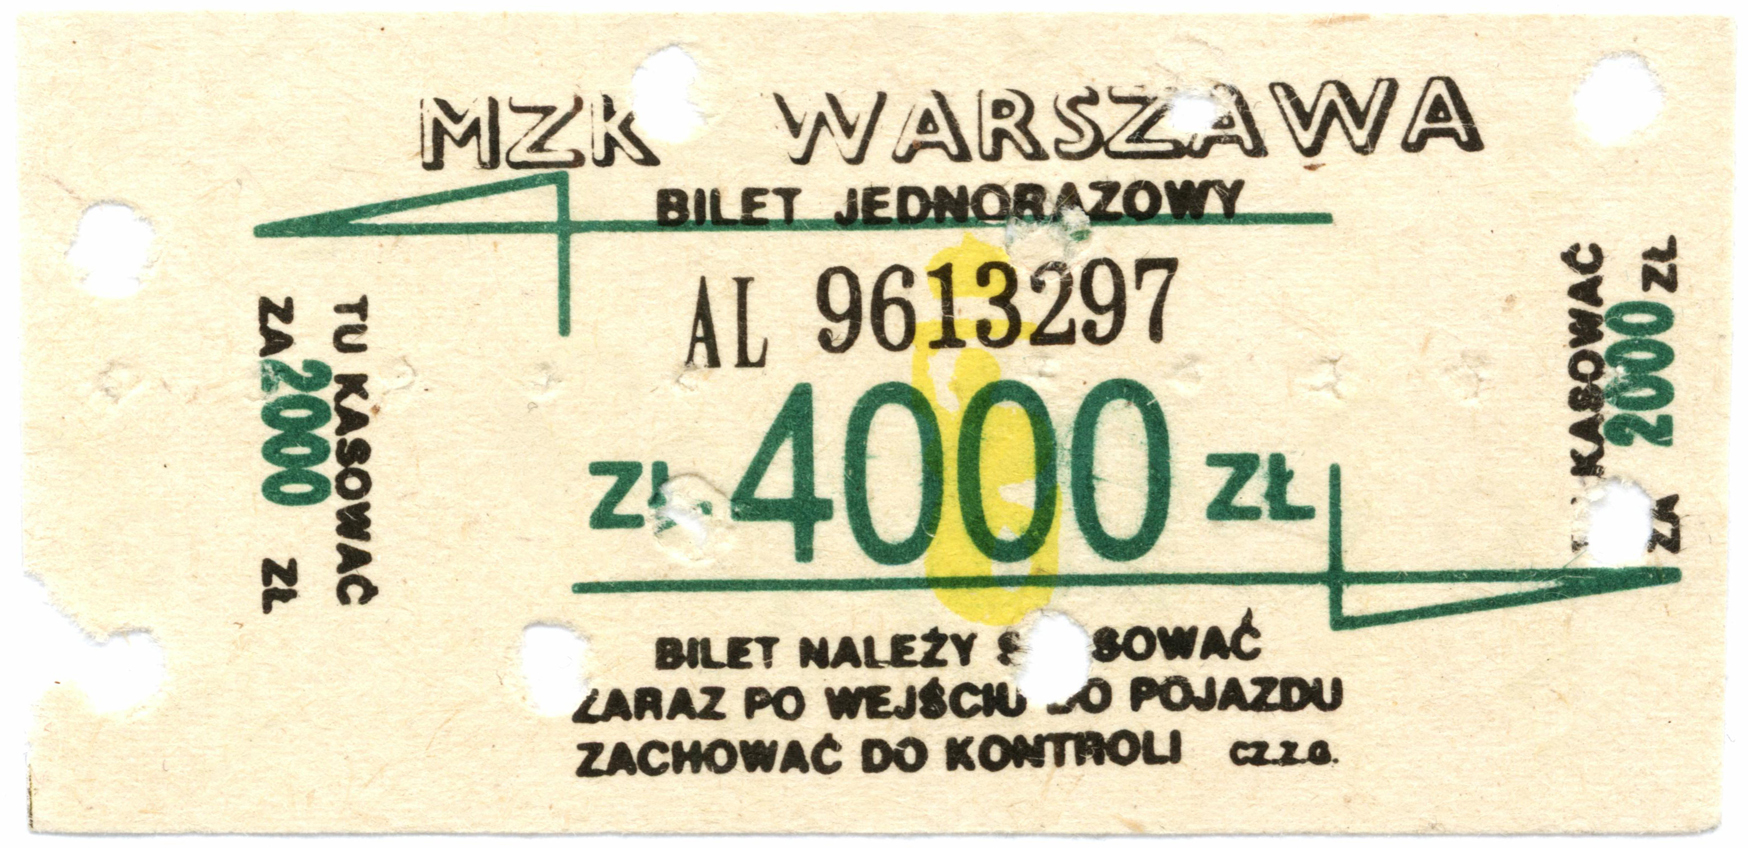 MZK WARSZAWA
BILET JEDNORAZOWY
AL 9613297
ZŁ 4000 ZŁ
TU KASOWAĆ
ZA 2000 ZŁ
KASOWAĆ
ZA 2000 ZŁ
BILET NALEŻY
ZARAZ PO WEJŚCIU DO POJAZDU
ZACHOWAĆ DO KONTROLI CZ.Z.G.